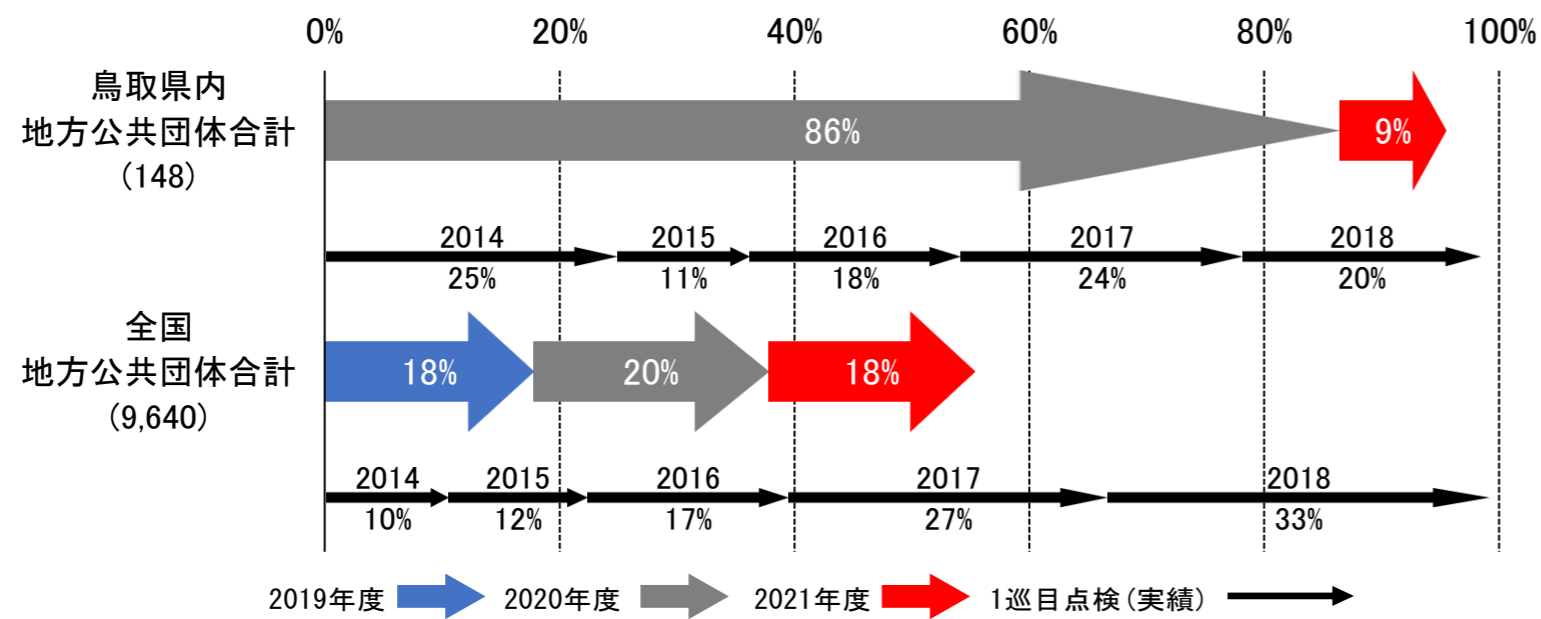 0% 20% 40% 60% 80% 100%
鳥取県内
地方公共団体合計
(148)
86% 9%
2014 2015 2016 2017 2018
25% 11% 18% 24% 20%
全国
地方公共団体合計
(9,640)
18% 20% 18%
2014 2015 2016 2017 2018
10% 12% 17% 27% 33%
2019年度 2020年度 2021年度 1巡目点検(実績)